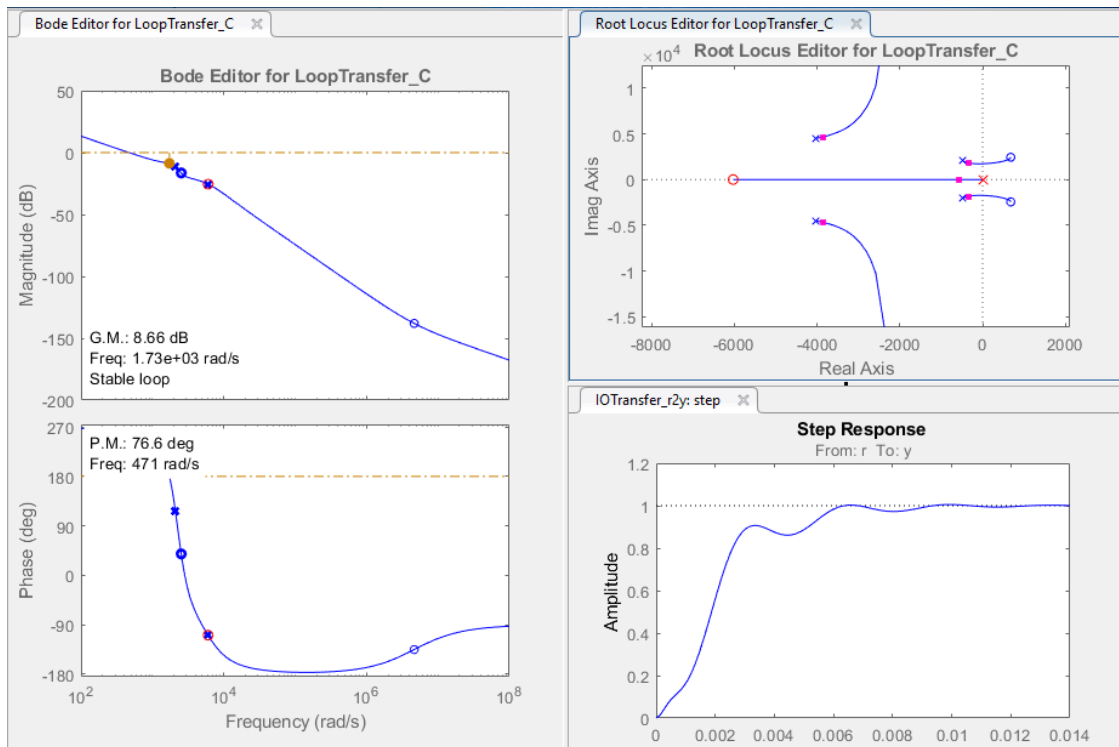 Bode Editor for LoopTransfer_C
Bode Editor for LoopTransfer_C
50
0
-50
-100
-150
-200
Magnitude (dB)
G.M.: 8.66 dB
Freq: 1.73e+03 rad/s
Stable loop
270
180
90
0
-90
-180
Phase (deg)
P.M.: 76.6 deg
Freq: 471 rad/s
10^2 10^4 10^6 10^8
Frequency (rad/s)
Root Locus Editor for LoopTransfer_C
×10^4
Root Locus Editor for LoopTransfer_C
1
0.5
0
-0.5
-1
-1.5
Imag Axis
-8000 -6000 -4000 -2000 0 2000
Real Axis
IOTransfer_r2y: step
Step Response
From: r To: y
1.2
1
0.8
0.6
0.4
0.2
0
Amplitude
0 0.002 0.004 0.006 0.008 0.01 0.012 0.014